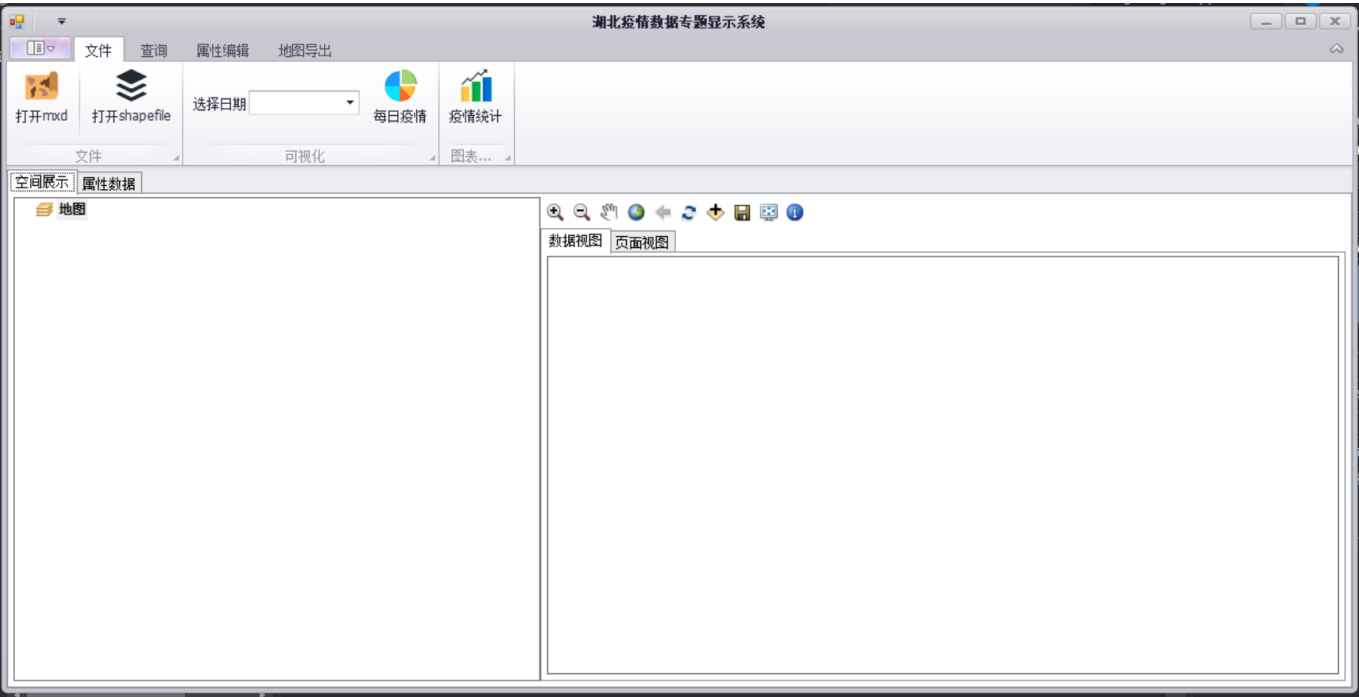 湖北疫情数据专题显示系统
文件 查询 属性编辑 地图导出
打开mxd 打开shapefile 选择日期 每日疫情 疫情统计
文件 可视化 图表...
空间展示 属性数据
地图
数据视图 页面视图